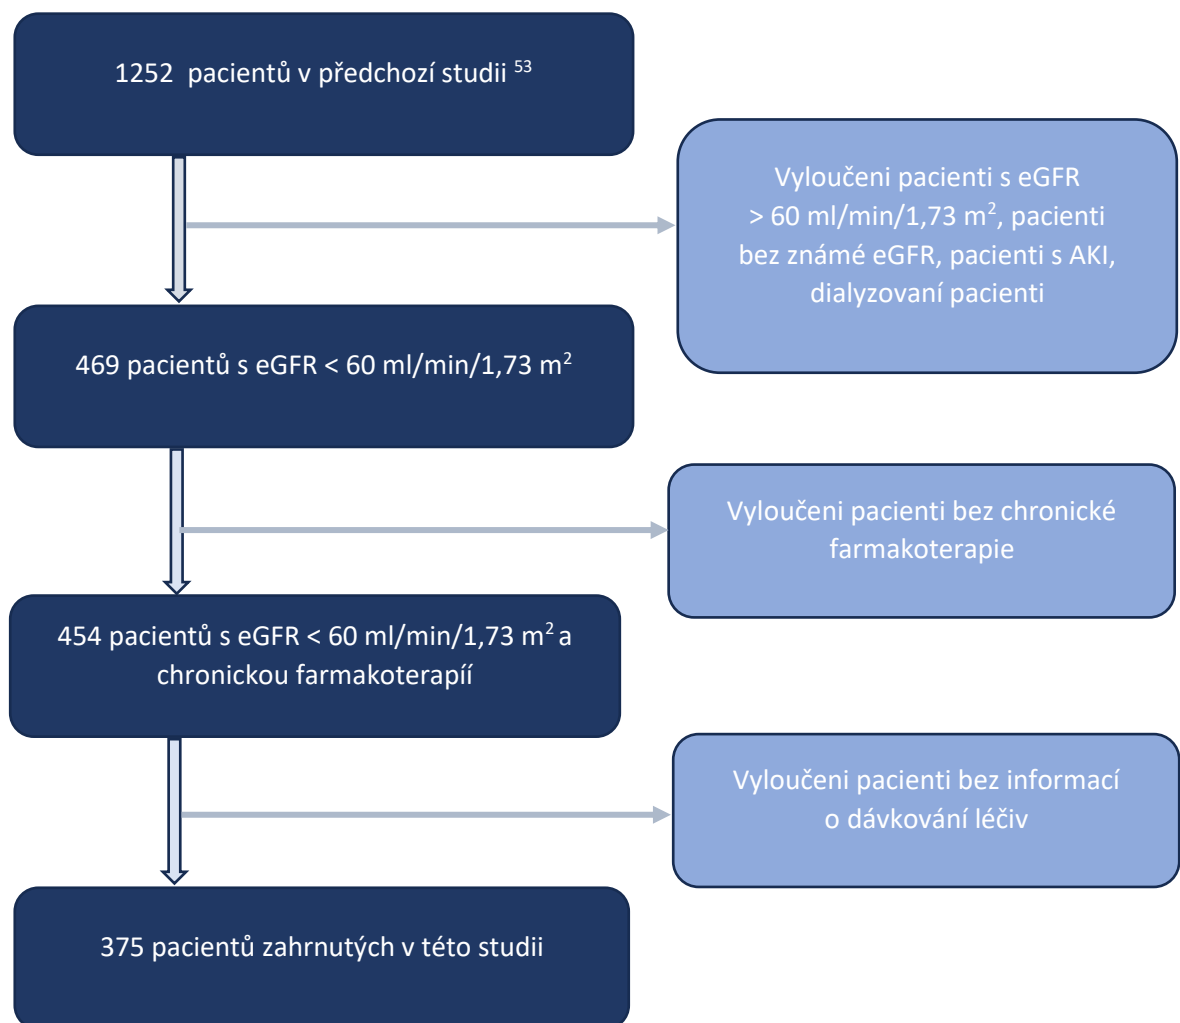 1252 pacientů v předchozí studii ⁵³
Vyloučeni pacienti s eGFR
> 60 ml/min/1,73 m², pacienti
bez známé eGFR, pacienti s AKI,
dialyzovaní pacienti
469 pacientů s eGFR < 60 ml/min/1,73 m²
Vyloučeni pacienti bez chronické
farmakoterapie
454 pacientů s eGFR < 60 ml/min/1,73 m² a
chronickou farmakoterapíí
Vyloučeni pacienti bez informací
o dávkování léčiv
375 pacientů zahrnutých v této studii